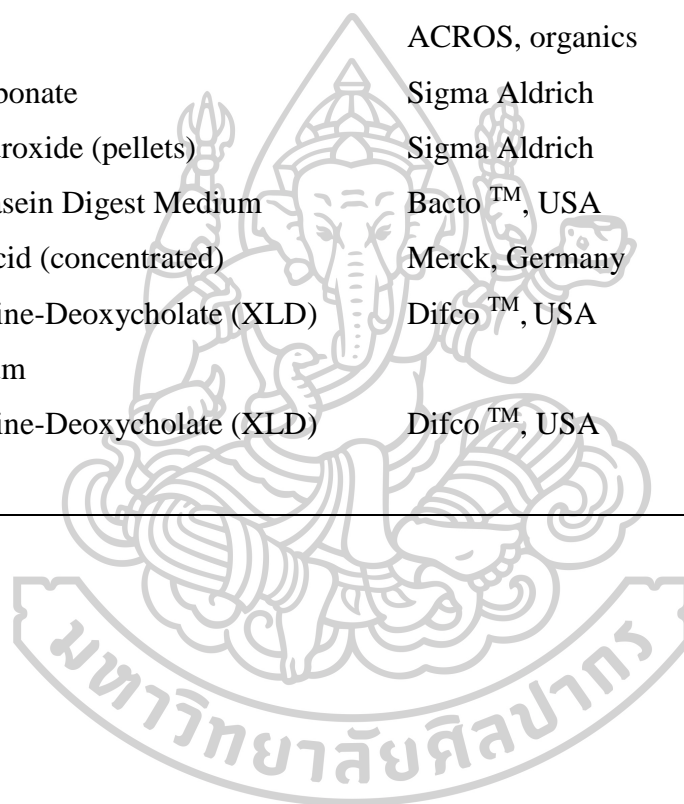 ACROS, organics
bonate Sigma Aldrich
roxide (pellets) Sigma Aldrich
asein Digest Medium Bacto ™, USA
cid (concentrated) Merck, Germany
ine-Deoxycholate (XLD) Difco ™, USA
um
ine-Deoxycholate (XLD) Difco ™, USA
มหาวิทยาลัยศิลปากร